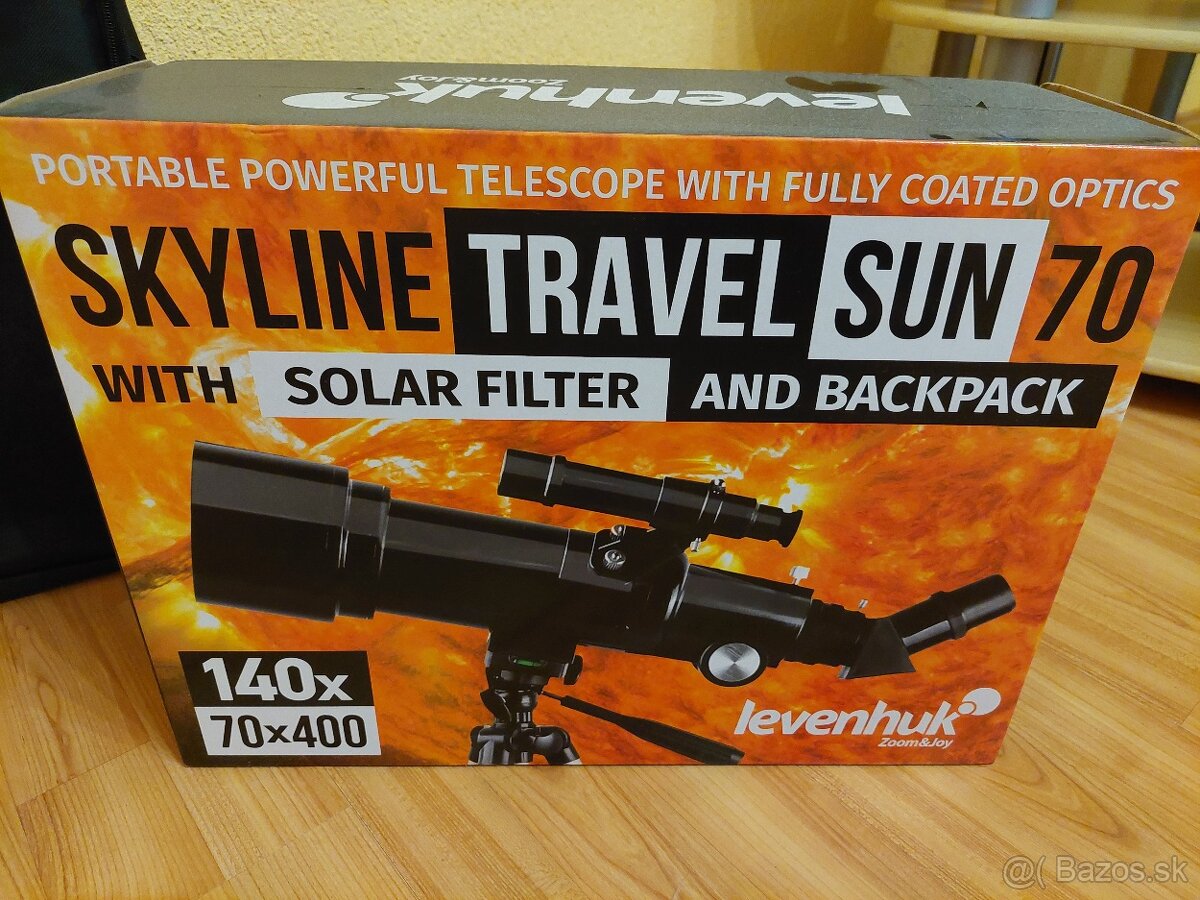 levenhuk
Zoom&Joy
PORTABLE POWERFUL TELESCOPE WITH FULLY COATED OPTICS
SKYLINE TRAVEL SUN 70
WITH SOLAR FILTER AND BACKPACK
140x
70x400
levenhuk
Zoom&Joy
@( Bazos.sk